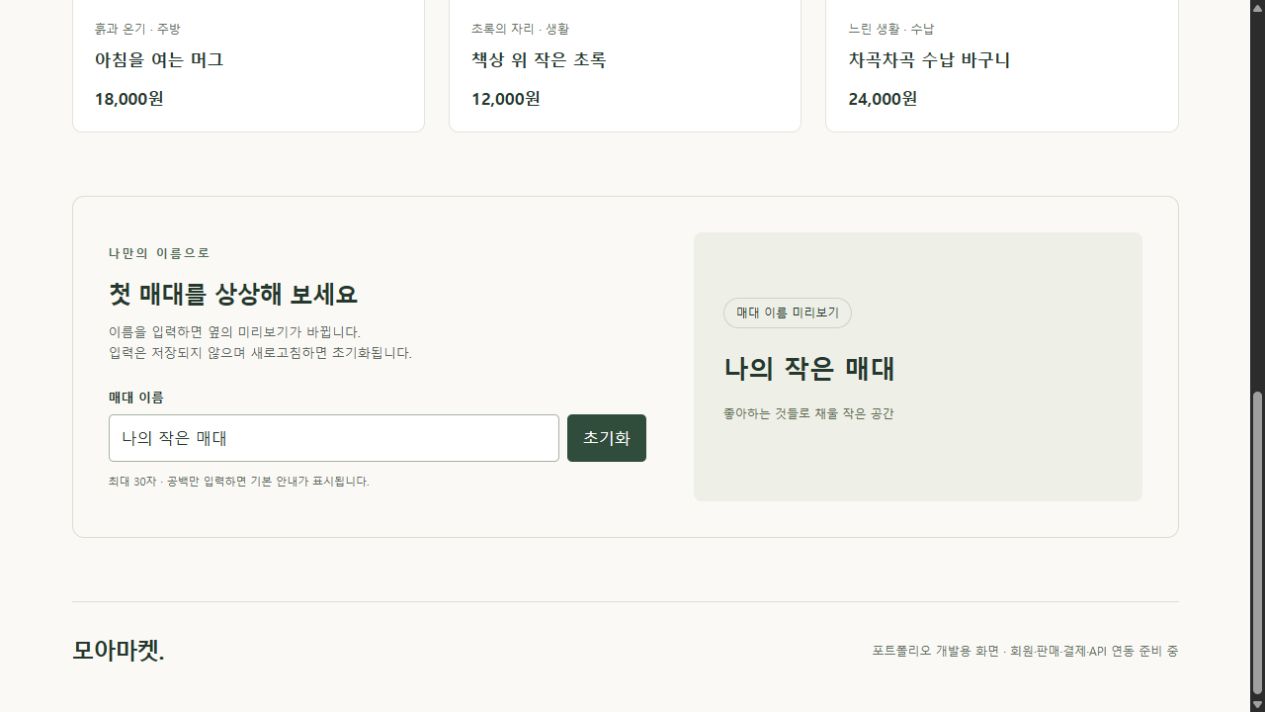 흙과 온기 · 주방
아침을 여는 머그
18,000원
초록의 자리 · 생활
책상 위 작은 초록
12,000원
느린 생활 · 수납
차곡차곡 수납 바구니
24,000원
나만의 이름으로
첫 매대를 상상해 보세요
이름을 입력하면 옆의 미리보기가 바뀝니다.
입력은 저장되지 않으며 새로고침하면 초기화됩니다.
매대 이름
나의 작은 매대
초기화
최대 30자 · 공백만 입력하면 기본 안내가 표시됩니다.
매대 이름 미리보기
나의 작은 매대
좋아하는 것들로 채울 작은 공간
모아마켓.
포트폴리오 개발용 화면 · 회원·판매·결제·API 연동 준비 중